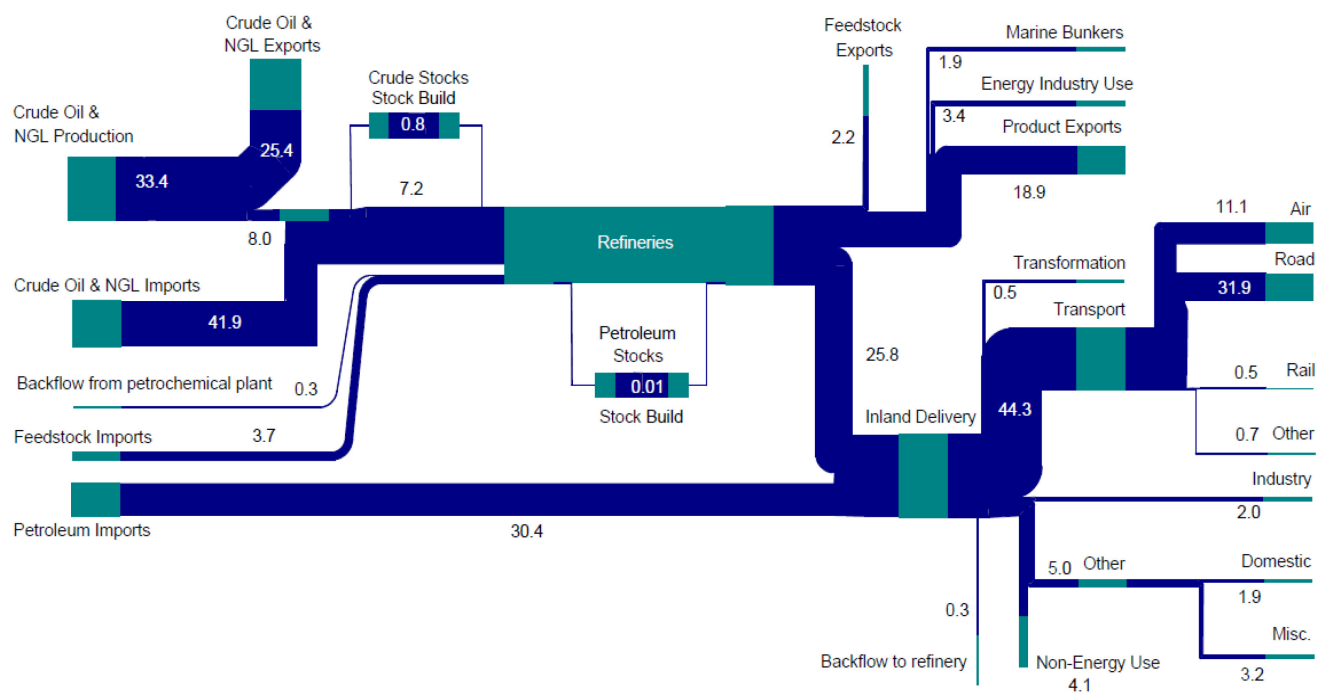 Crude Oil &
NGL Exports
25.4
Crude Oil &
NGL Production
33.4
Crude Stocks
Stock Build
0.8
7.2
8.0
Crude Oil & NGL Imports
41.9
Backflow from petrochemical plant
0.3
Feedstock Imports
3.7
Petroleum Imports
30.4
Refineries
Petroleum
Stocks
0.01
Stock Build
Feedstock
Exports
2.2
Marine Bunkers
1.9
Energy Industry Use
3.4
Product Exports
18.9
25.8
Inland Delivery
Transformation
0.5
Transport
44.3
Air
11.1
Road
31.9
Rail
0.5
Other
0.7
Industry
2.0
Other
5.0
Domestic
1.9
Misc.
3.2
Backflow to refinery
0.3
Non-Energy Use
4.1